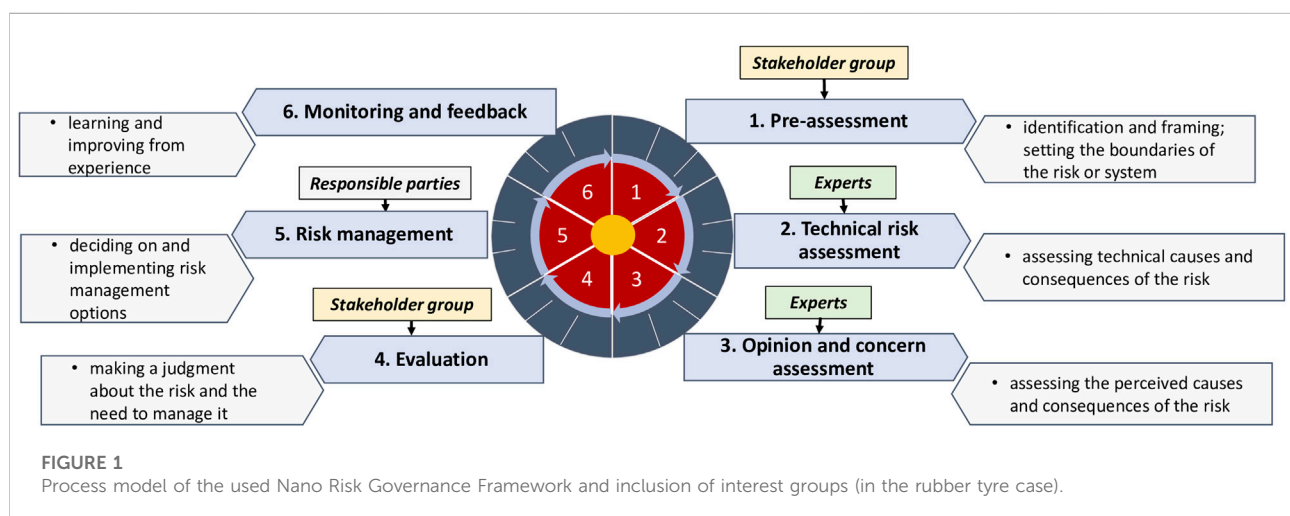 Stakeholder group
1. Pre-assessment
• identification and framing;
setting the boundaries of
the risk or system
Experts
2. Technical risk
assessment
• assessing technical causes and
consequences of the risk
Experts
3. Opinion and concern
assessment
• assessing the perceived causes
and consequences of the risk
Stakeholder group
4. Evaluation
• making a judgment
about the risk and the
need to manage it
Responsible parties
5. Risk management
• deciding on and
implementing risk
management
options
6. Monitoring and feedback
• learning and
improving from
experience
6 1
5 2
4 3
FIGURE 1
Process model of the used Nano Risk Governance Framework and inclusion of interest groups (in the rubber tyre case).